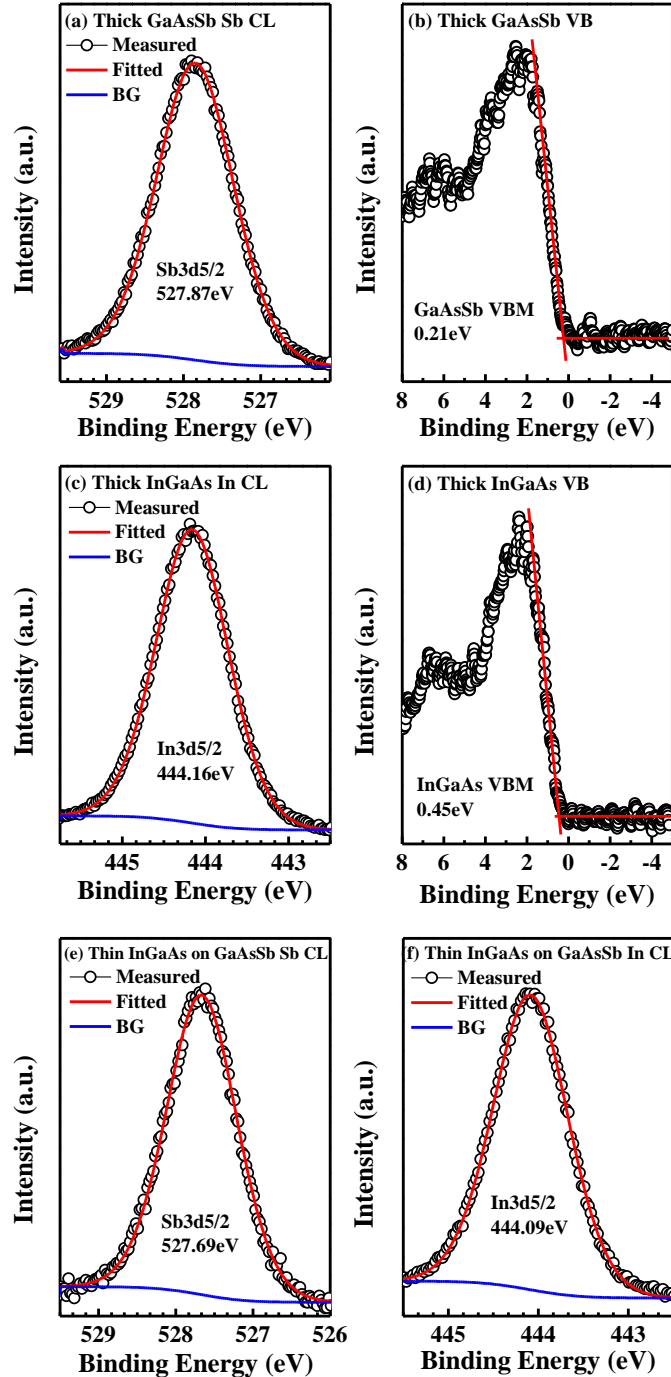 (a) Thick GaAsSb Sb CL
Measured
Fitted
BG
Sb3d5/2
527.87eV
Intensity (a.u.)
529 528 527
Binding Energy (eV)
(b) Thick GaAsSb VB
GaAsSb VBM
0.21eV
Intensity (a.u.)
8 6 4 2 0 -2 -4
Binding Energy (eV)
(c) Thick InGaAs In CL
Measured
Fitted
BG
In3d5/2
444.16eV
Intensity (a.u.)
445 444 443
Binding Energy (eV)
(d) Thick InGaAs VB
InGaAs VBM
0.45eV
Intensity (a.u.)
8 6 4 2 0 -2 -4
Binding Energy (eV)
(e) Thin InGaAs on GaAsSb Sb CL
Measured
Fitted
BG
Sb3d5/2
527.69eV
Intensity (a.u.)
529 528 527 526
Binding Energy (eV)
(f) Thin InGaAs on GaAsSb In CL
Measured
Fitted
BG
In3d5/2
444.09eV
Intensity (a.u.)
445 444 443
Binding Energy (eV)